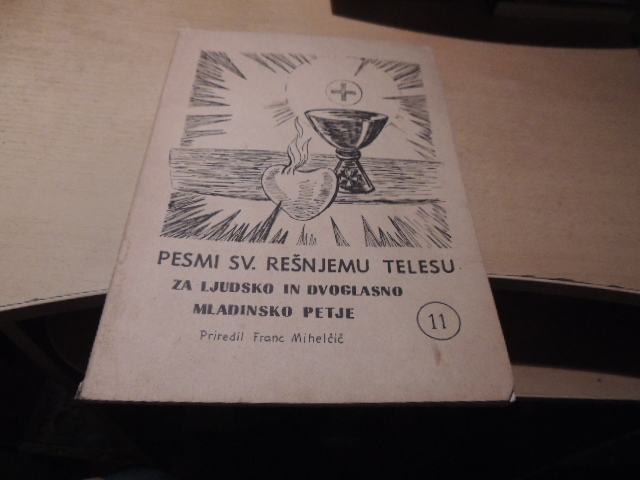 PESMI SV. REŠNJEMU TELESU
ZA LJUDSKO IN DVOGLASNO
MLADINSKO PETJE
11
Priredil Franc Mihelčič